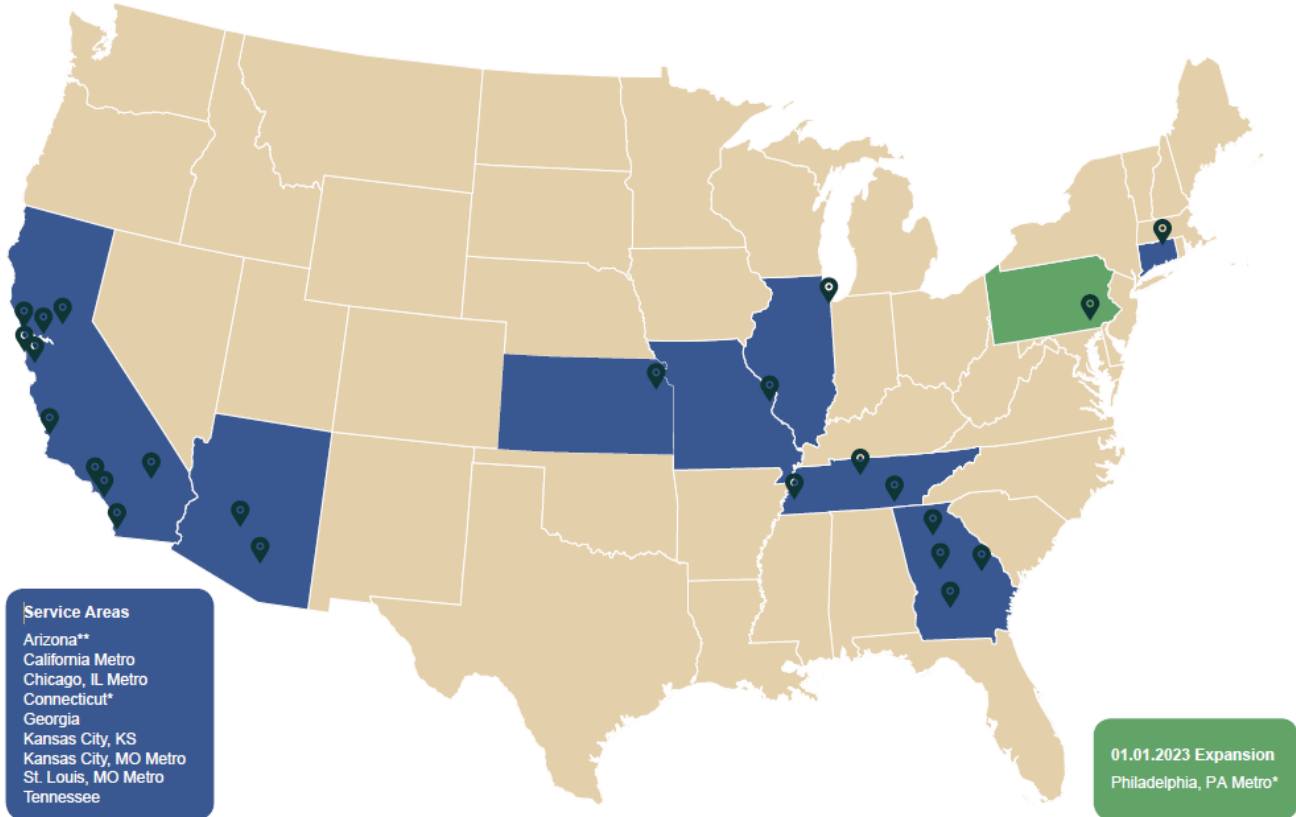 Service Areas
Arizona**
California Metro
Chicago, IL Metro
Connecticut*
Georgia
Kansas City, KS
Kansas City, MO Metro
St. Louis, MO Metro
Tennessee
01.01.2023 Expansion
Philadelphia, PA Metro*